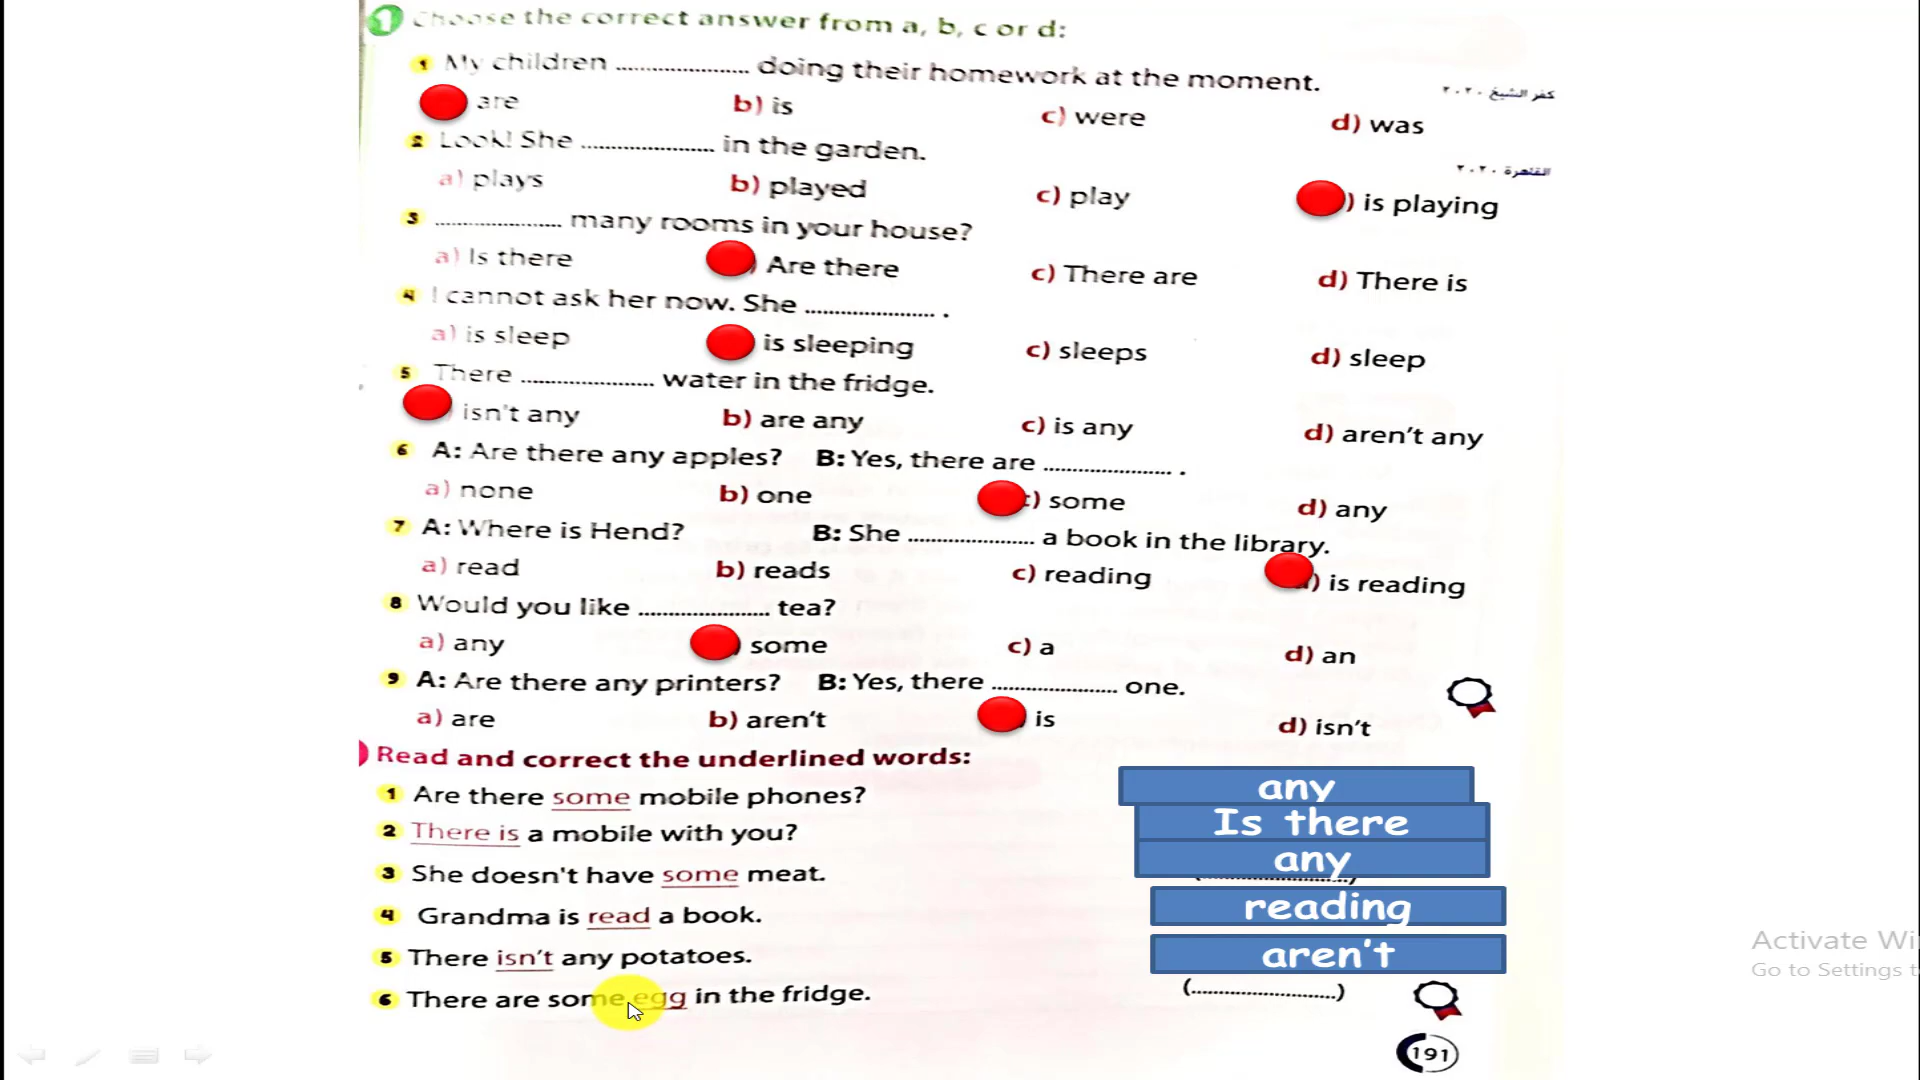 1 Choose the correct answer from a, b, c or d:
1 My children ........................ doing their homework at the moment. كفر الشيخ ٢٠٢٠
are b) is c) were d) was
2 Look! She ........................ in the garden. القاهرة ٢٠٢٠
a) plays b) played c) play ) is playing
3 ........................ many rooms in your house?
a) Is there Are there c) There are d) There is
4 I cannot ask her now. She ........................ .
a) is sleep is sleeping c) sleeps d) sleep
5 There ........................ water in the fridge.
isn't any b) are any c) is any d) aren't any
6 A: Are there any apples? B: Yes, there are ........................ .
a) none b) one ) some d) any
7 A: Where is Hend? B: She ........................ a book in the library.
a) read b) reads c) reading ) is reading
8 Would you like ........................ tea?
a) any some c) a d) an
9 A: Are there any printers? B: Yes, there ........................ one.
a) are b) aren't is d) isn't
Read and correct the underlined words:
1 Are there some mobile phones? any
2 There is a mobile with you? Is there
3 She doesn't have some meat. any
4 Grandma is read a book. reading
5 There isn't any potatoes. aren't
6 There are some egg in the fridge. (............................)
191
Activate Wi
Go to Settings t